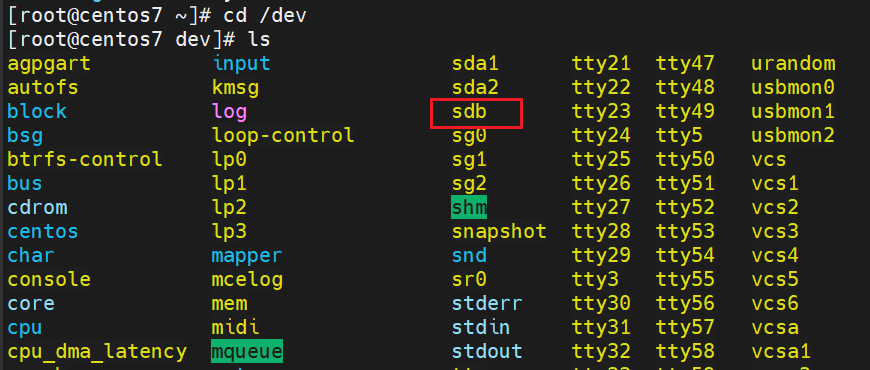 [root@centos7 ~]# cd /dev
[root@centos7 dev]# ls
agpgart input sda1 tty21 tty47 urandom
autofs kmsg sda2 tty22 tty48 usbmon0
block log sdb tty23 tty49 usbmon1
bsg loop-control sg0 tty24 tty5 usbmon2
btrfs-control lp0 sg1 tty25 tty50 vcs
bus lp1 sg2 tty26 tty51 vcs1
cdrom lp2 shm tty27 tty52 vcs2
centos lp3 snapshot tty28 tty53 vcs3
char mapper snd tty29 tty54 vcs4
console mcelog sr0 tty3 tty55 vcs5
core mem stderr tty30 tty56 vcs6
cpu midi stdin tty31 tty57 vcsa
cpu_dma_latency mqueue stdout tty32 tty58 vcsa1